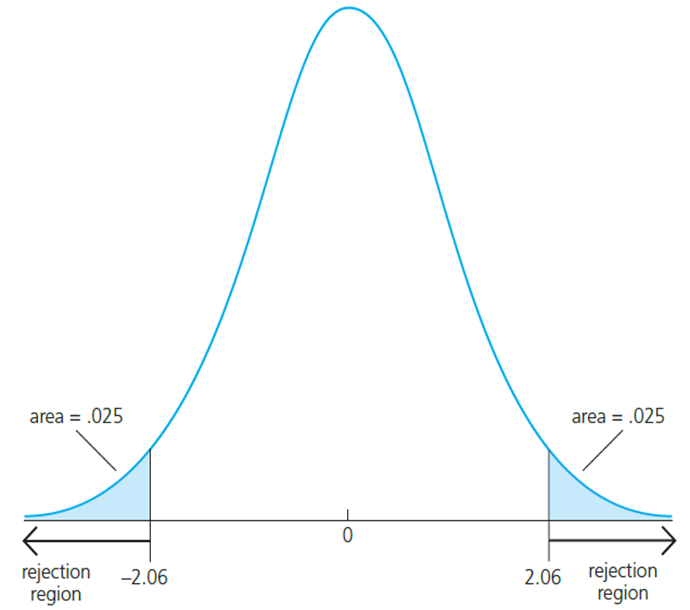 area = .025
area = .025
0
rejection
region
–2.06
2.06
rejection
region